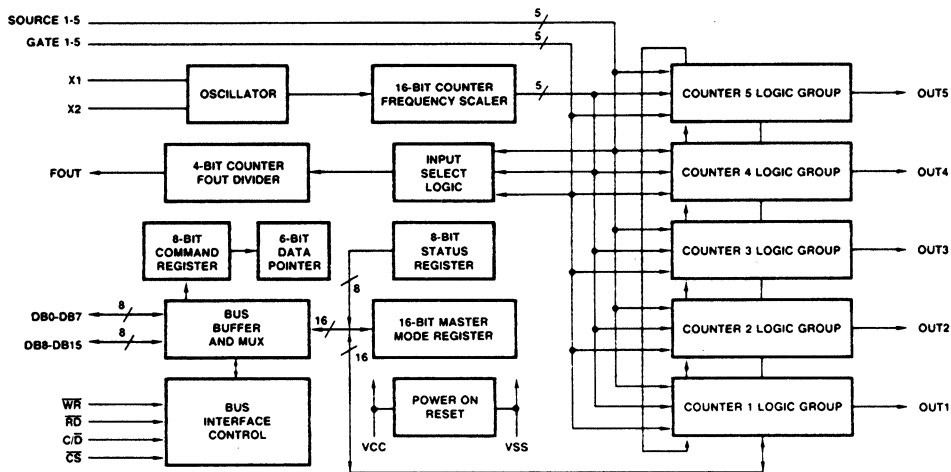 SOURCE 1-5
5
GATE 1-5
5
X1
X2
OSCILLATOR
16-BIT COUNTER
FREQUENCY SCALER
5
COUNTER 5 LOGIC GROUP
OUT5
FOUT
4-BIT COUNTER
FOUT DIVIDER
INPUT
SELECT
LOGIC
COUNTER 4 LOGIC GROUP
OUT4
8-BIT
COMMAND
REGISTER
6-BIT
DATA
POINTER
8-BIT
STATUS
REGISTER
COUNTER 3 LOGIC GROUP
OUT3
8
DB0-DB7
8
DB8-DB15
8
BUS
BUFFER
AND MUX
16
16-BIT MASTER
MODE REGISTER
16
COUNTER 2 LOGIC GROUP
OUT2
WR
RD
C/D
CS
BUS
INTERFACE
CONTROL
POWER ON
RESET
VCC
VSS
COUNTER 1 LOGIC GROUP
OUT1